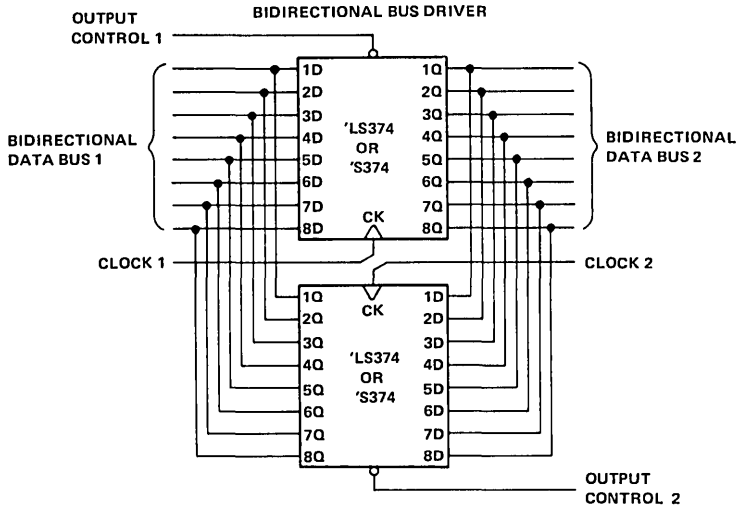 BIDIRECTIONAL BUS DRIVER
OUTPUT
CONTROL 1
BIDIRECTIONAL
DATA BUS 1
1D
2D
3D
4D
5D
6D
7D
8D
'LS374
OR
'S374
CK
1Q
2Q
3Q
4Q
5Q
6Q
7Q
8Q
BIDIRECTIONAL
DATA BUS 2
CLOCK 1
CLOCK 2
1Q
2Q
3Q
4Q
5Q
6Q
7Q
8Q
CK
'LS374
OR
'S374
1D
2D
3D
4D
5D
6D
7D
8D
OUTPUT
CONTROL 2